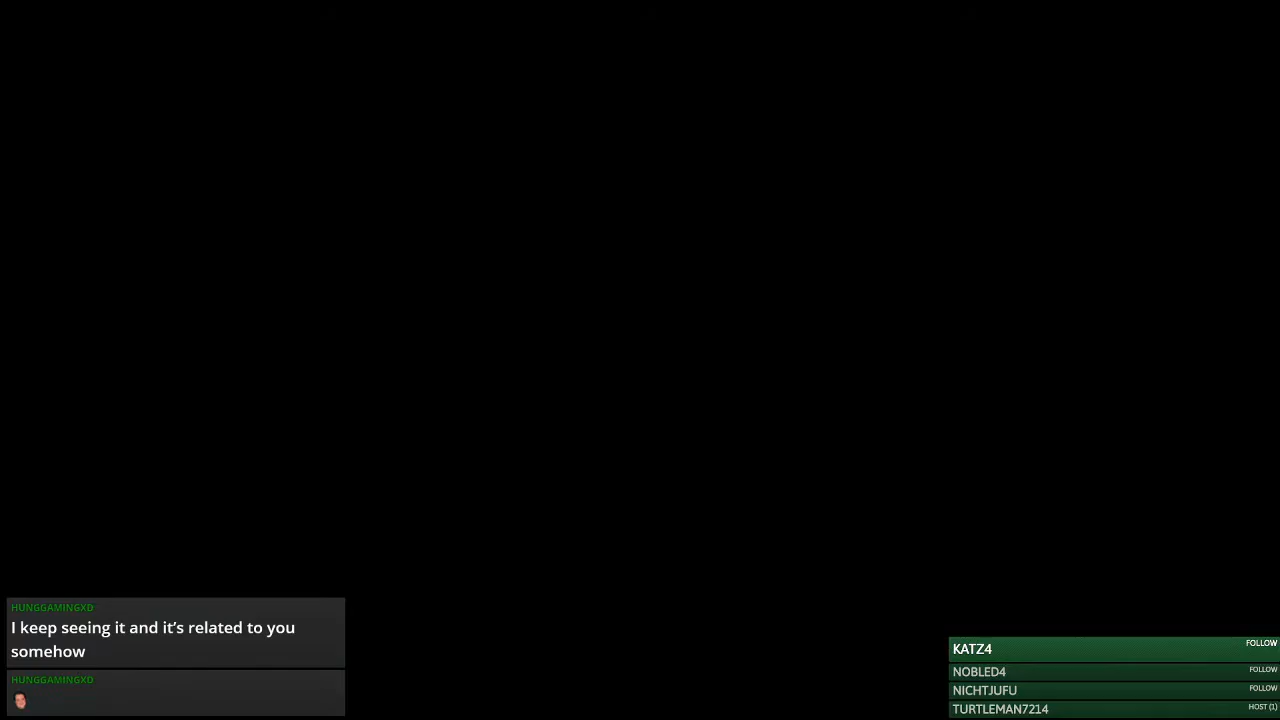 HUNGGAMINGXD
I keep seeing it and it's related to you
somehow
HUNGGAMINGXD
KATZ4 FOLLOW
NOBLED4 FOLLOW
NICHTJUFU FOLLOW
TURTLEMAN7214 HOST (1)